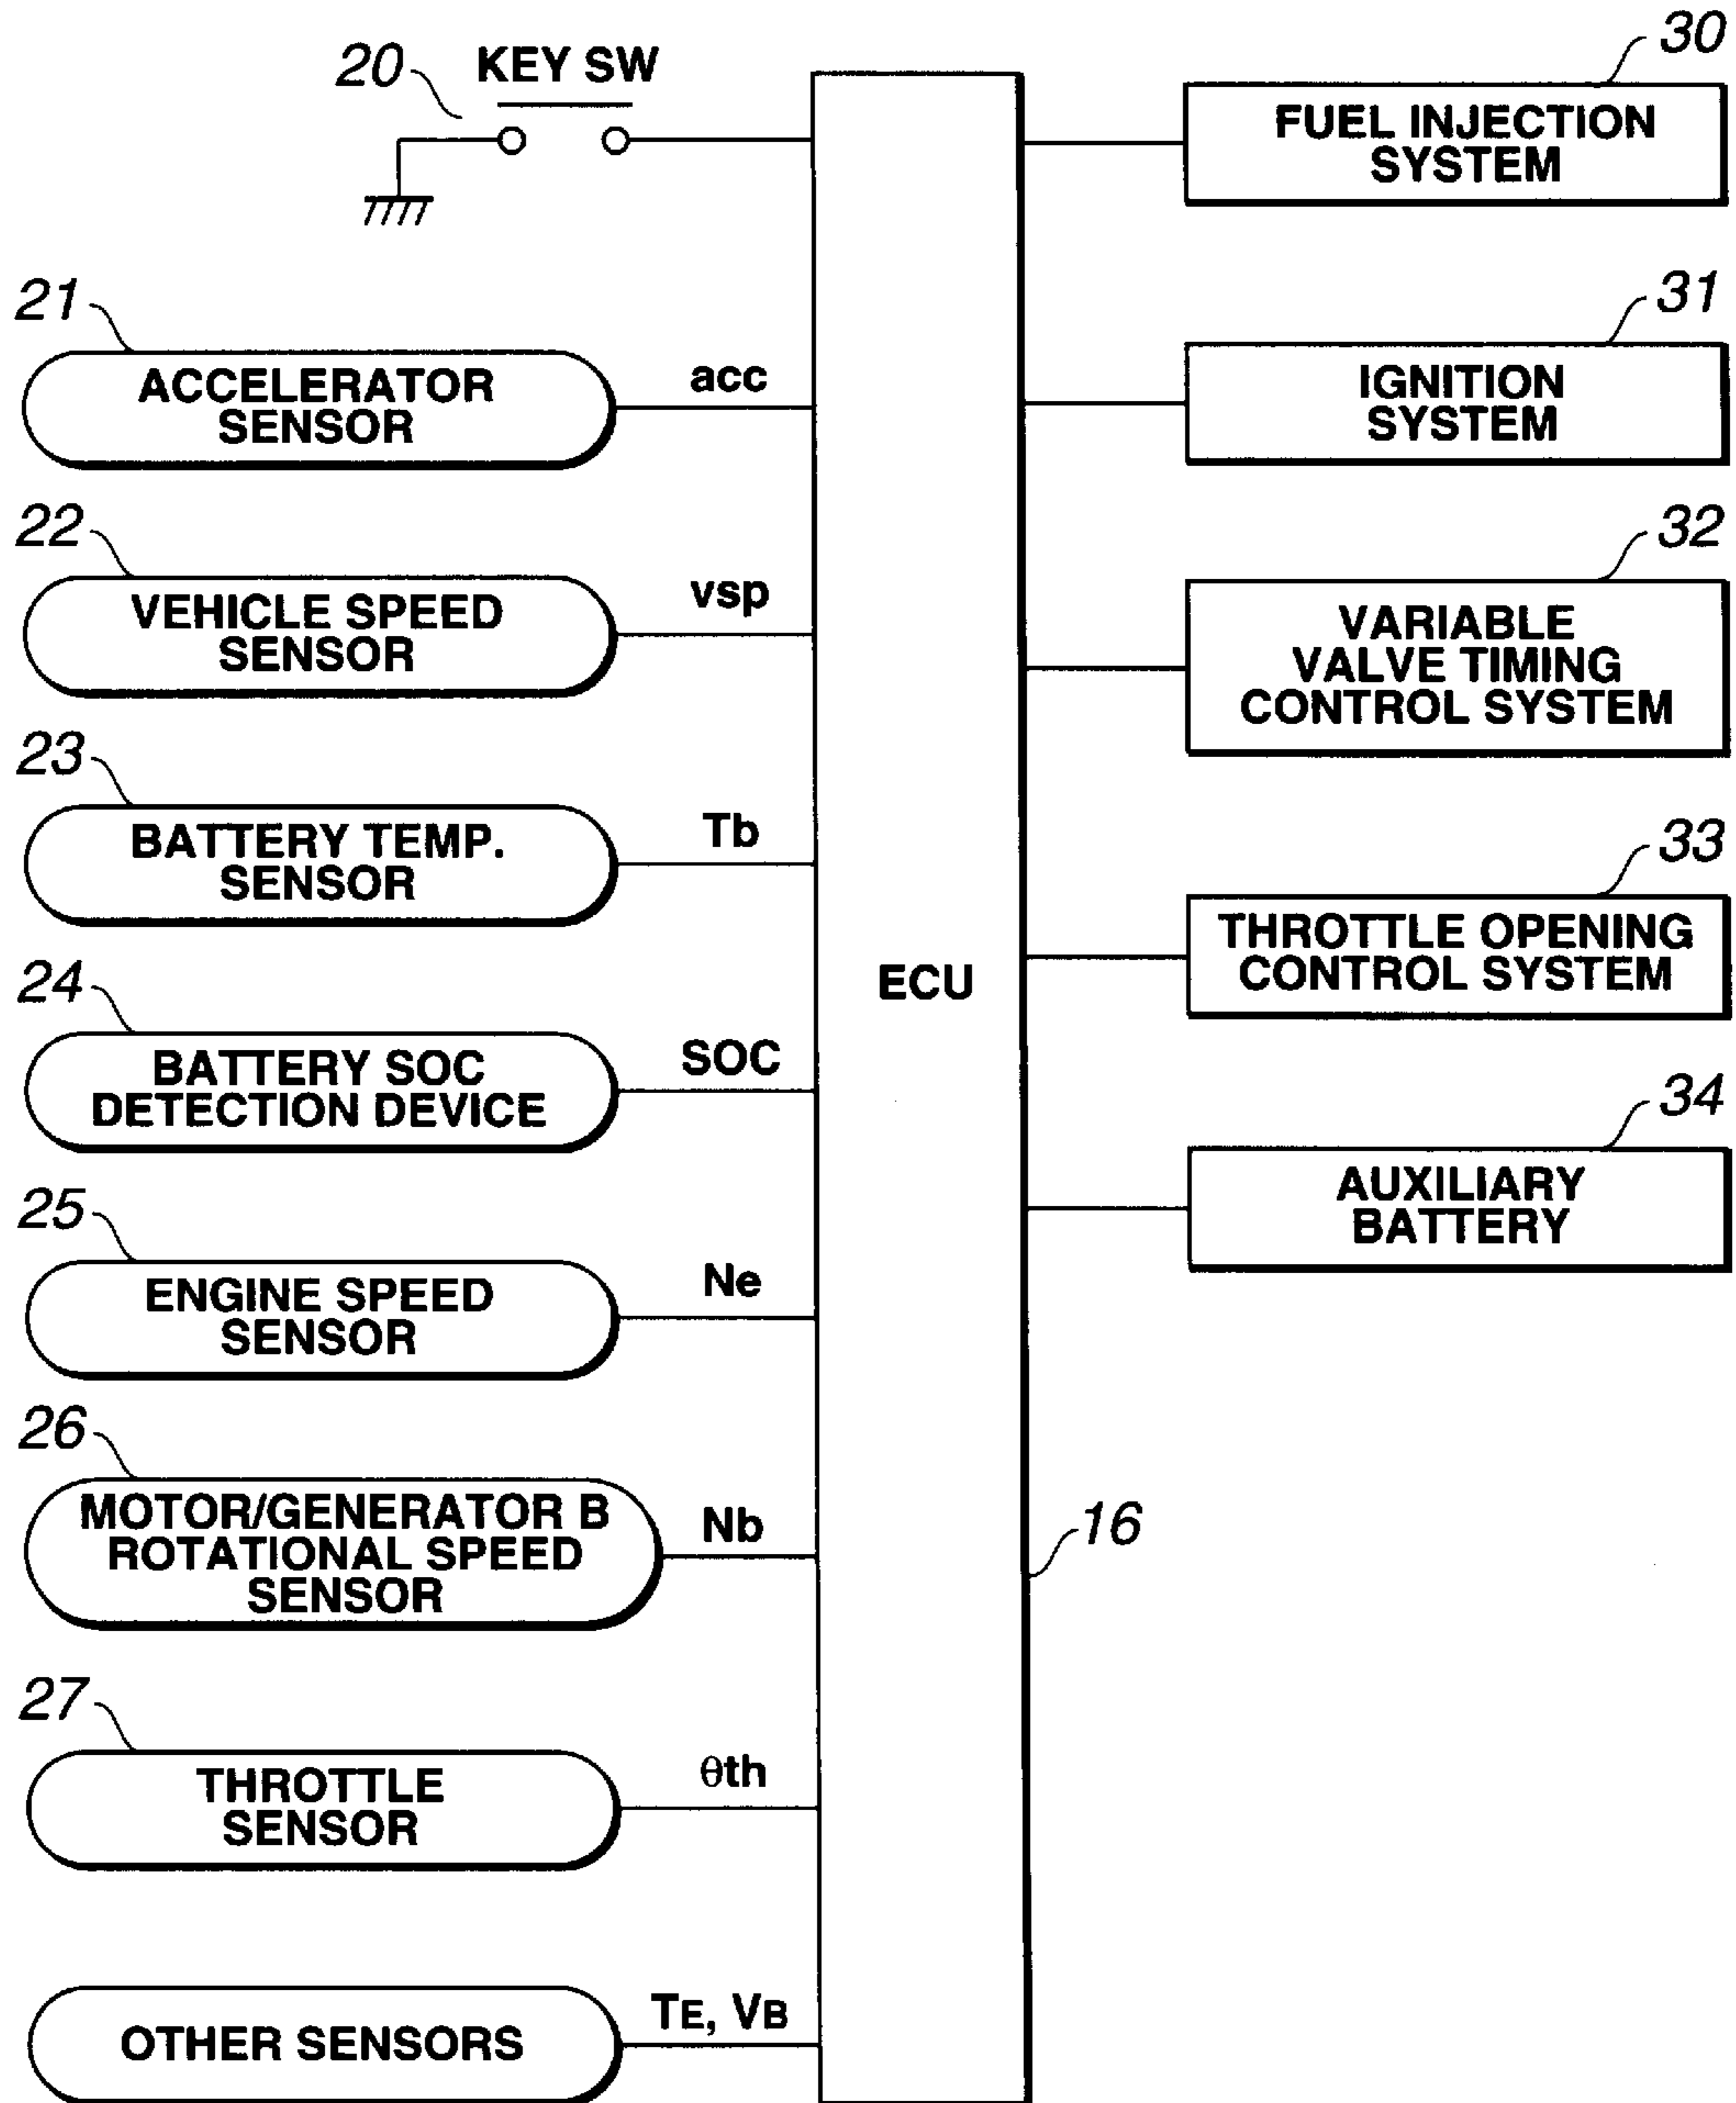 20
KEY SW
21
ACCELERATOR
SENSOR
acc
22
VEHICLE SPEED
SENSOR
vsp
23
BATTERY TEMP.
SENSOR
Tb
24
BATTERY SOC
DETECTION DEVICE
SOC
25
ENGINE SPEED
SENSOR
Ne
26
MOTOR/GENERATOR B
ROTATIONAL SPEED
SENSOR
Nb
27
THROTTLE
SENSOR
θth
OTHER SENSORS
TE, VB
ECU
16
30
FUEL INJECTION
SYSTEM
31
IGNITION
SYSTEM
32
VARIABLE
VALVE TIMING
CONTROL SYSTEM
33
THROTTLE OPENING
CONTROL SYSTEM
34
AUXILIARY
BATTERY